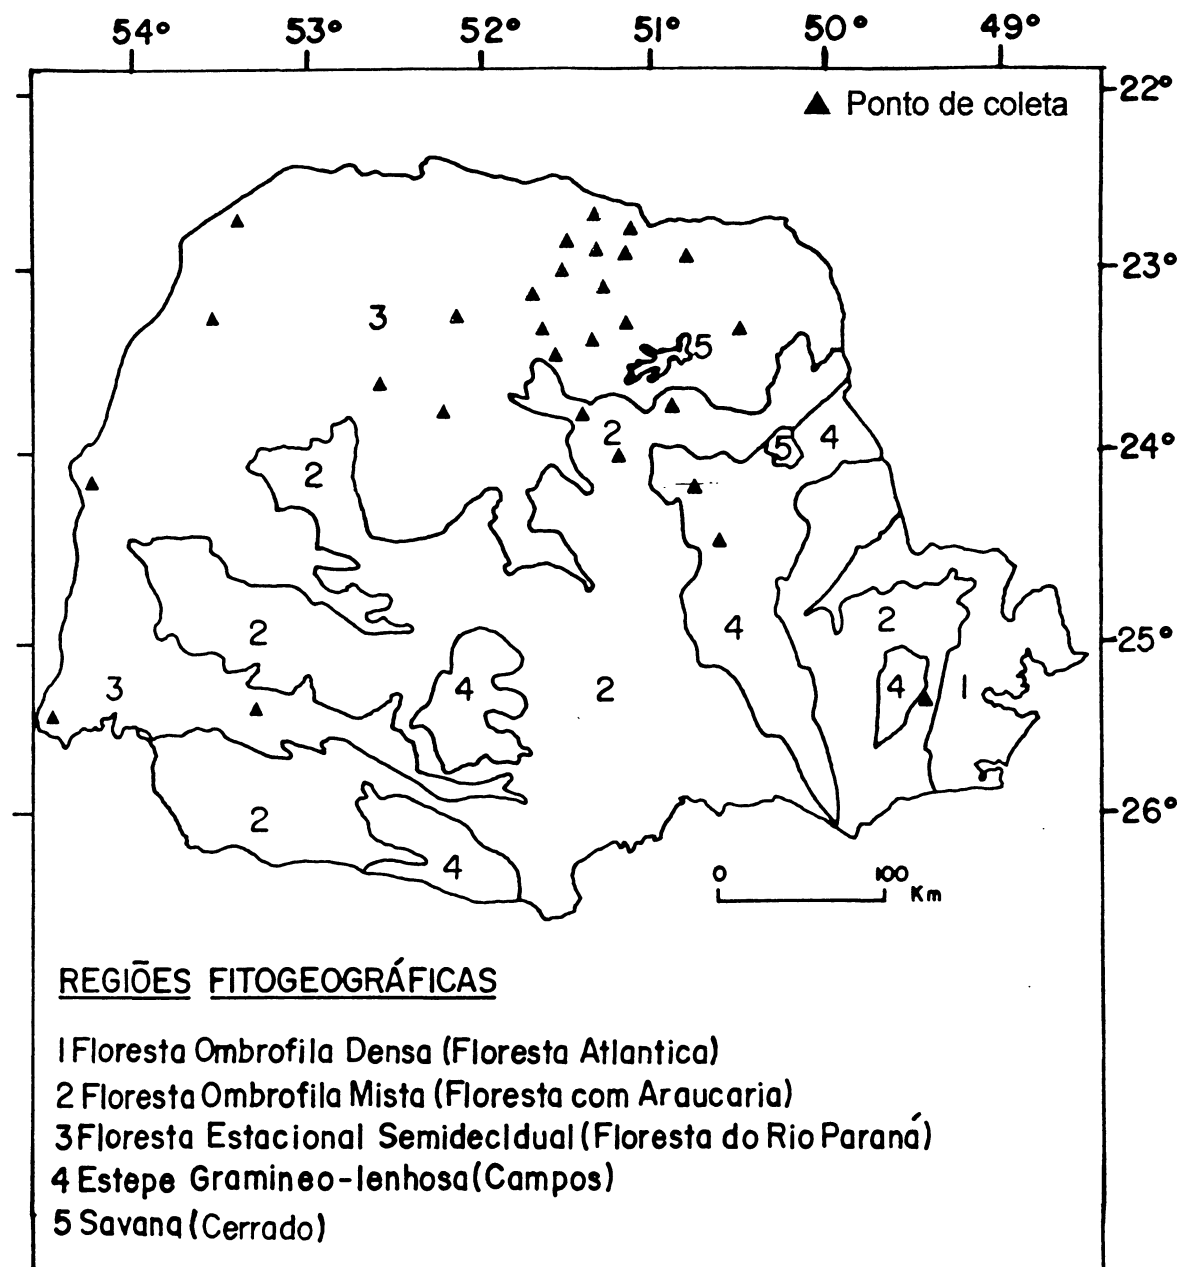 54° 53° 52° 51° 50° 49°
22°
▲ Ponto de coleta
23°
3
5
2
5
4
24°
2
4
2
25°
2
3
4
2
4
1
2
26°
4
0 100
Km
REGIÕES FITOGEOGRÁFICAS
1 Floresta Ombrofila Densa (Floresta Atlantica)
2 Floresta Ombrofila Mista (Floresta com Araucaria)
3 Floresta Estacional Semidecidual (Floresta do Rio Paraná)
4 Estepe Gramineo-lenhosa (Campos)
5 Savana (Cerrado)